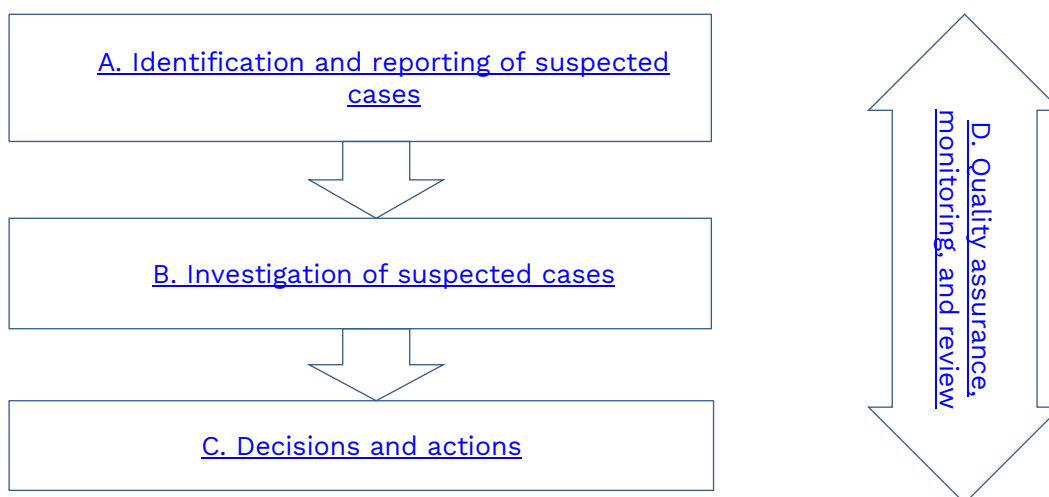 A. Identification and reporting of suspected
cases
B. Investigation of suspected cases
C. Decisions and actions
D. Quality assurance,
monitoring, and review